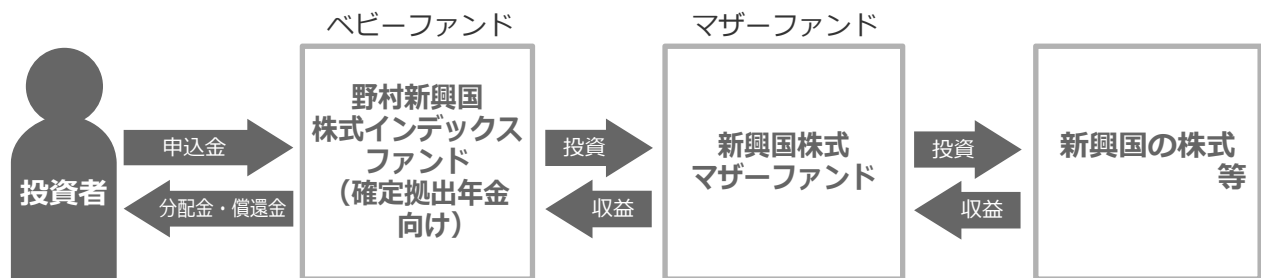 ベビーファンド
マザーファンド
投資者
申込金
分配金・償還金
野村新興国
株式インデックス
ファンド
（確定拠出年金
向け）
投資
収益
新興国株式
マザーファンド
投資
収益
新興国の株式
等